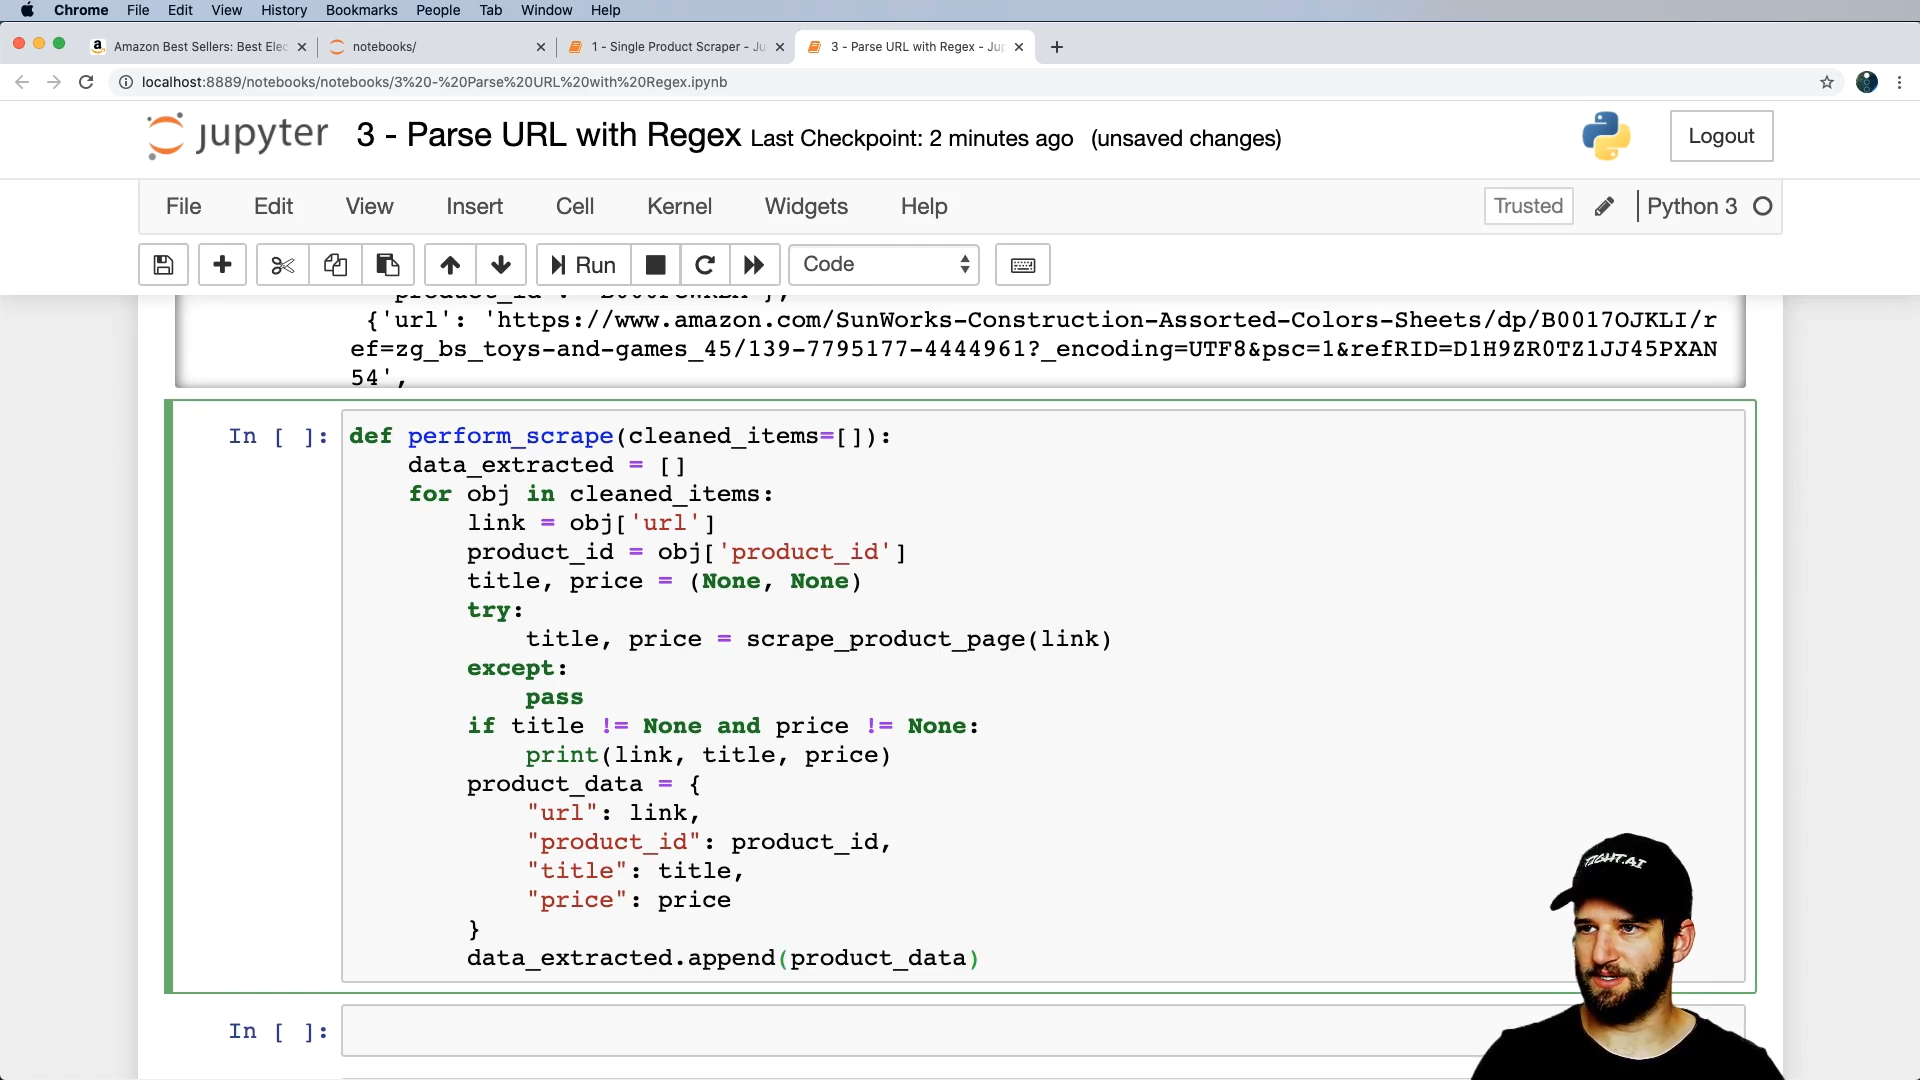 Chrome File Edit View History Bookmarks People Tab Window Help
Amazon Best Sellers: Best Elec
notebooks/
1 - Single Product Scraper - Ju
3 - Parse URL with Regex - Jup
localhost:8889/notebooks/notebooks/3%20-%20Parse%20URL%20with%20Regex.ipynb
jupyter 3 - Parse URL with Regex Last Checkpoint: 2 minutes ago (unsaved changes)
Logout
File Edit View Insert Cell Kernel Widgets Help
Trusted Python 3
Run Code
{'url': 'https://www.amazon.com/SunWorks-Construction-Assorted-Colors-Sheets/dp/B0017OJKLI/r
ef=zg_bs_toys-and-games_45/139-7795177-4444961?_encoding=UTF8&psc=1&refRID=D1H9ZR0TZ1JJ45PXAN
54',
In [ ]: def perform_scrape(cleaned_items=[]):
data_extracted = []
for obj in cleaned_items:
link = obj['url']
product_id = obj['product_id']
title, price = (None, None)
try:
title, price = scrape_product_page(link)
except:
pass
if title != None and price != None:
print(link, title, price)
product_data = {
"url": link,
"product_id": product_id,
"title": title,
"price": price
}
data_extracted.append(product_data)
In [ ]:
TIGHT.AI